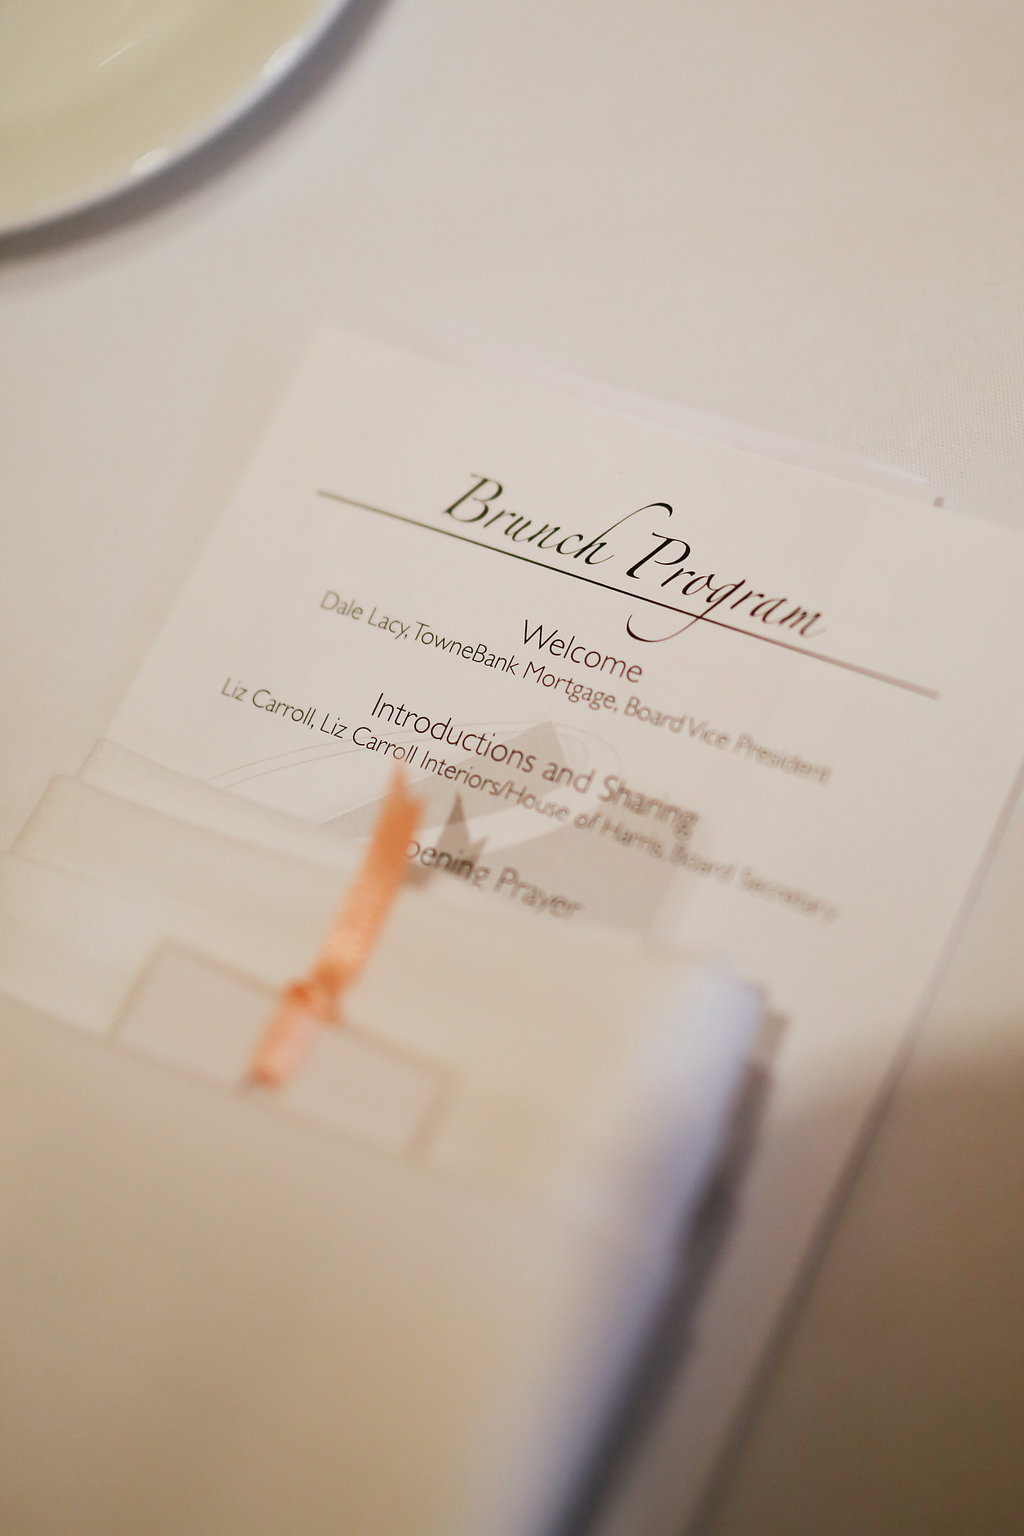 Brunch Program
Welcome
Dale Lacy, TowneBank Mortgage, Board Vice President
Introductions and Sharing
Liz Carroll, Liz Carroll Interiors/House of Harris, Board Secretary
pening Prayer